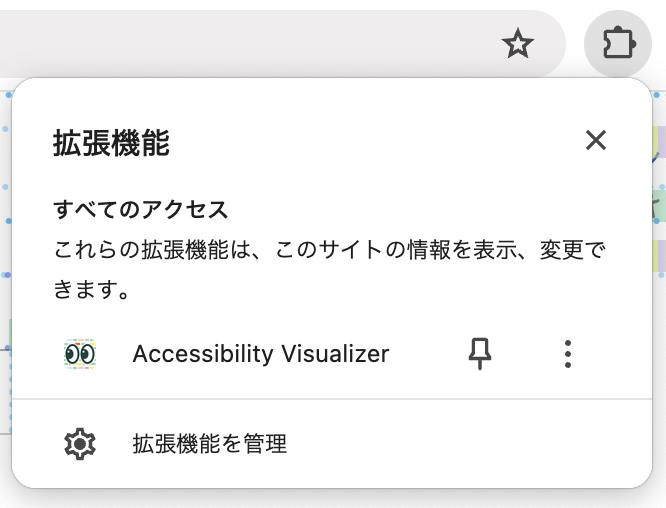 拡張機能
すべてのアクセス
これらの拡張機能は、このサイトの情報を表示、変更で
きます。
Accessibility Visualizer
拡張機能を管理